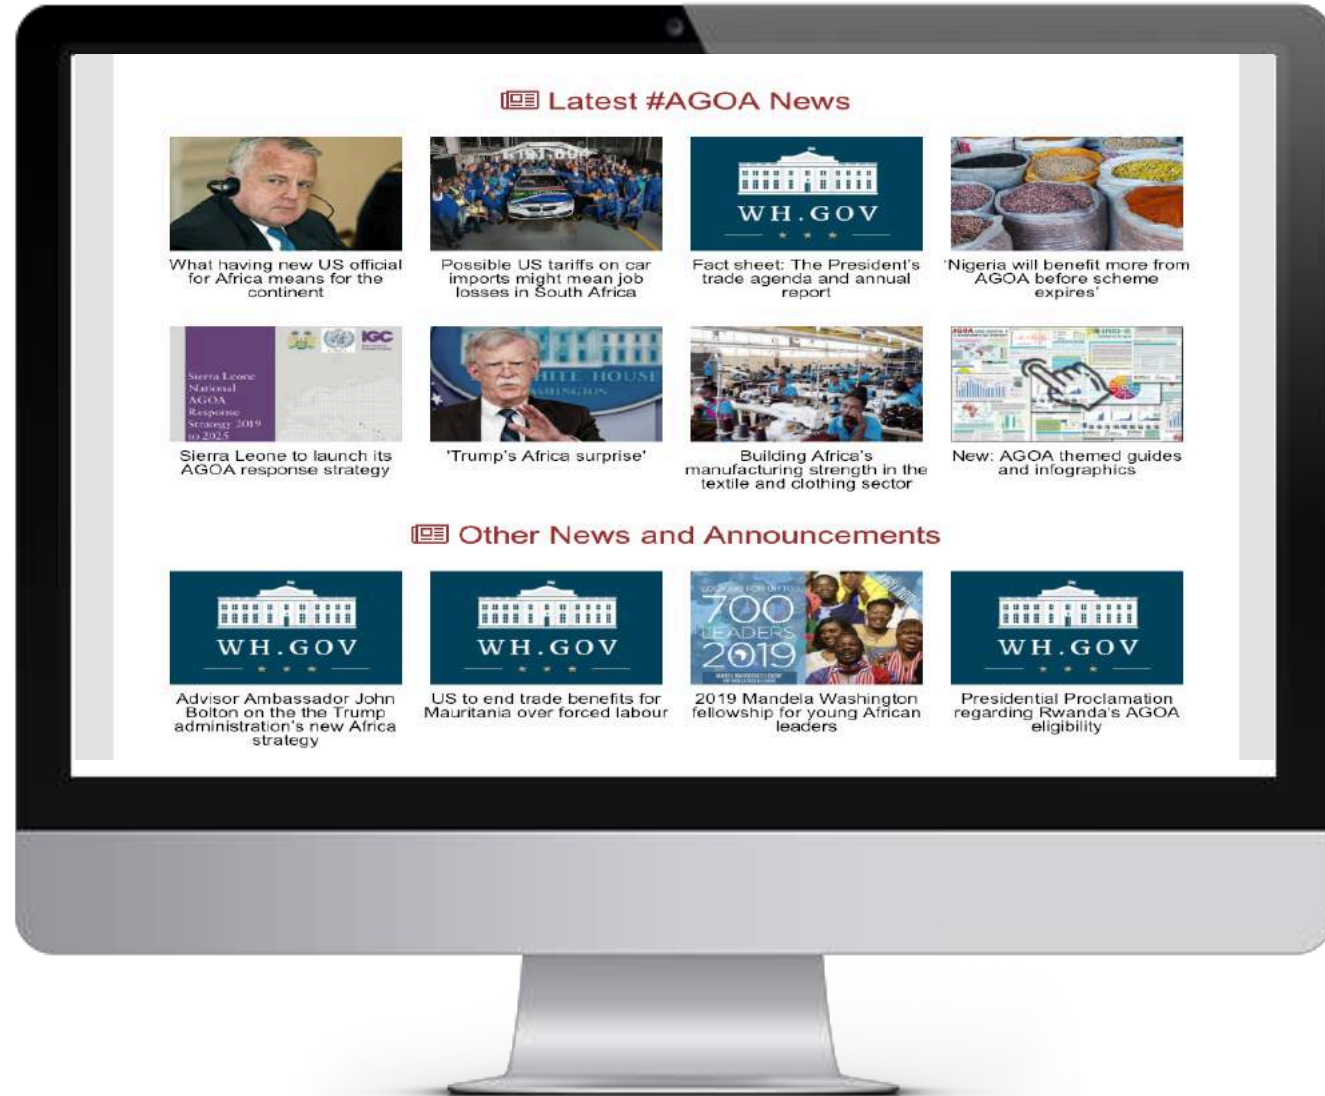 Latest #AGOA News
1,191,604
WH.GOV
What having new US official
for Africa means for the
continent
Possible US tariffs on car
imports might mean job
losses in South Africa
Fact sheet: The President's
trade agenda and annual
report
'Nigeria will benefit more from
AGOA before scheme
expires'
IGC
Sierra Leone
National
AGOA
Response
Strategy 2019
to 2025
WHITE HOUSE
WASHINGTON
AGOA
Sierra Leone to launch its
AGOA response strategy
'Trump's Africa surprise'
Building Africa's
manufacturing strength in the
textile and clothing sector
New: AGOA themed guides
and infographics
Other News and Announcements
WH.GOV
WH.GOV
700
LEADERS
2019
WH.GOV
Advisor Ambassador John
Bolton on the the Trump
administration's new Africa
strategy
US to end trade benefits for
Mauritania over forced labour
2019 Mandela Washington
fellowship for young African
leaders
Presidential Proclamation
regarding Rwanda's AGOA
eligibility